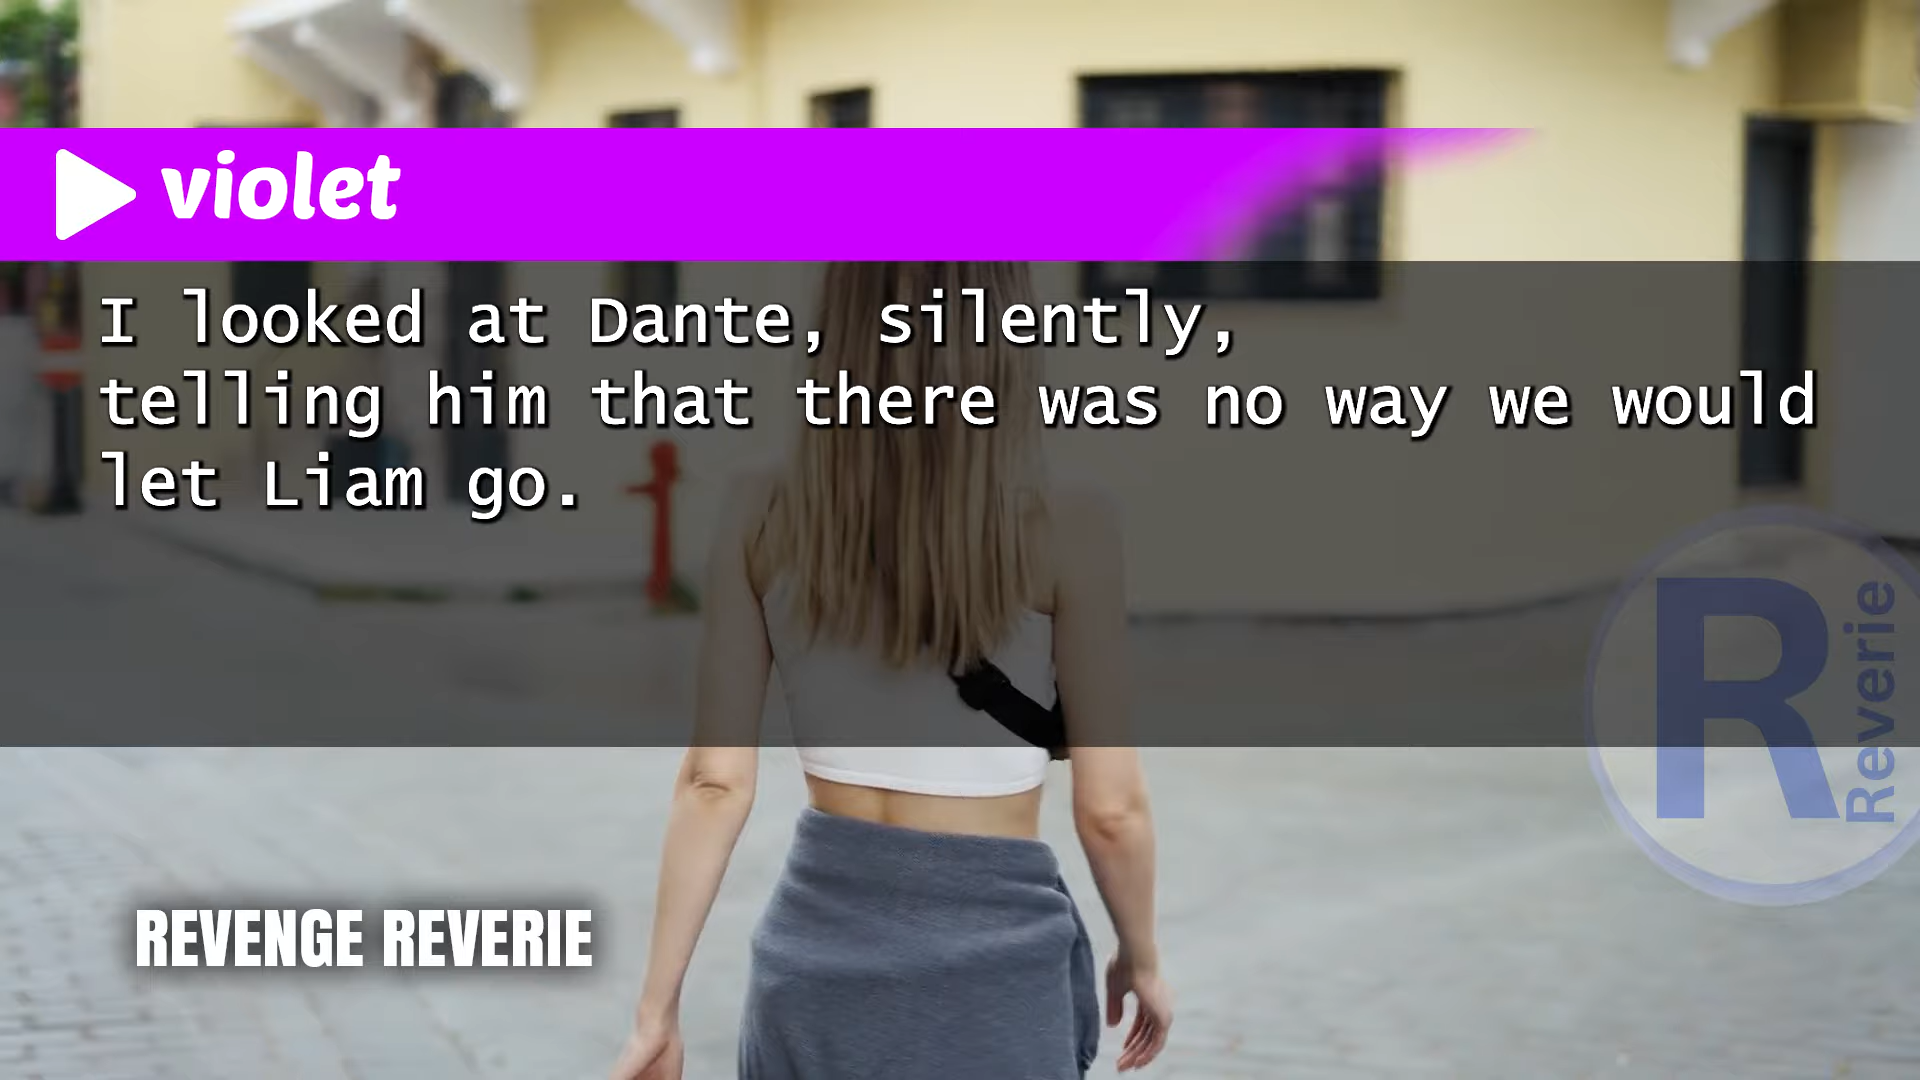 violet
I looked at Dante, silently,
telling him that there was no way we would
let Liam go.
R
Reverie
REVENGE REVERIE